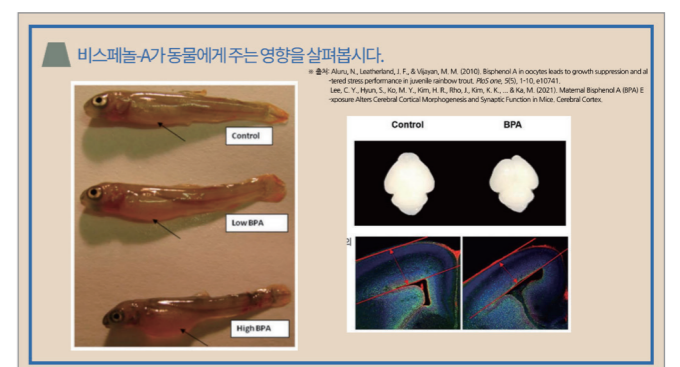 비스페놀-A가 동물에게 주는 영향을 살펴봅시다.
※ 출처: Aluru, N., Leatherland, J. F., & Vijayan, M. M. (2010). Bisphenol A in oocytes leads to growth suppression and al
-tered stress performance in juvenile rainbow trout. PloS one, 5(5), 1-10, e10741.
Lee, C. Y., Hyun, S., Ko, M. Y., Kim, H. R., Rho, J., Kim, K. K., ... & Ka, M. (2021). Maternal Bisphenol A (BPA) E
-xposure Alters Cerebral Cortical Morphogenesis and Synaptic Function in Mice. Cerebral Cortex.
Control
Low BPA
High BPA
Control BPA